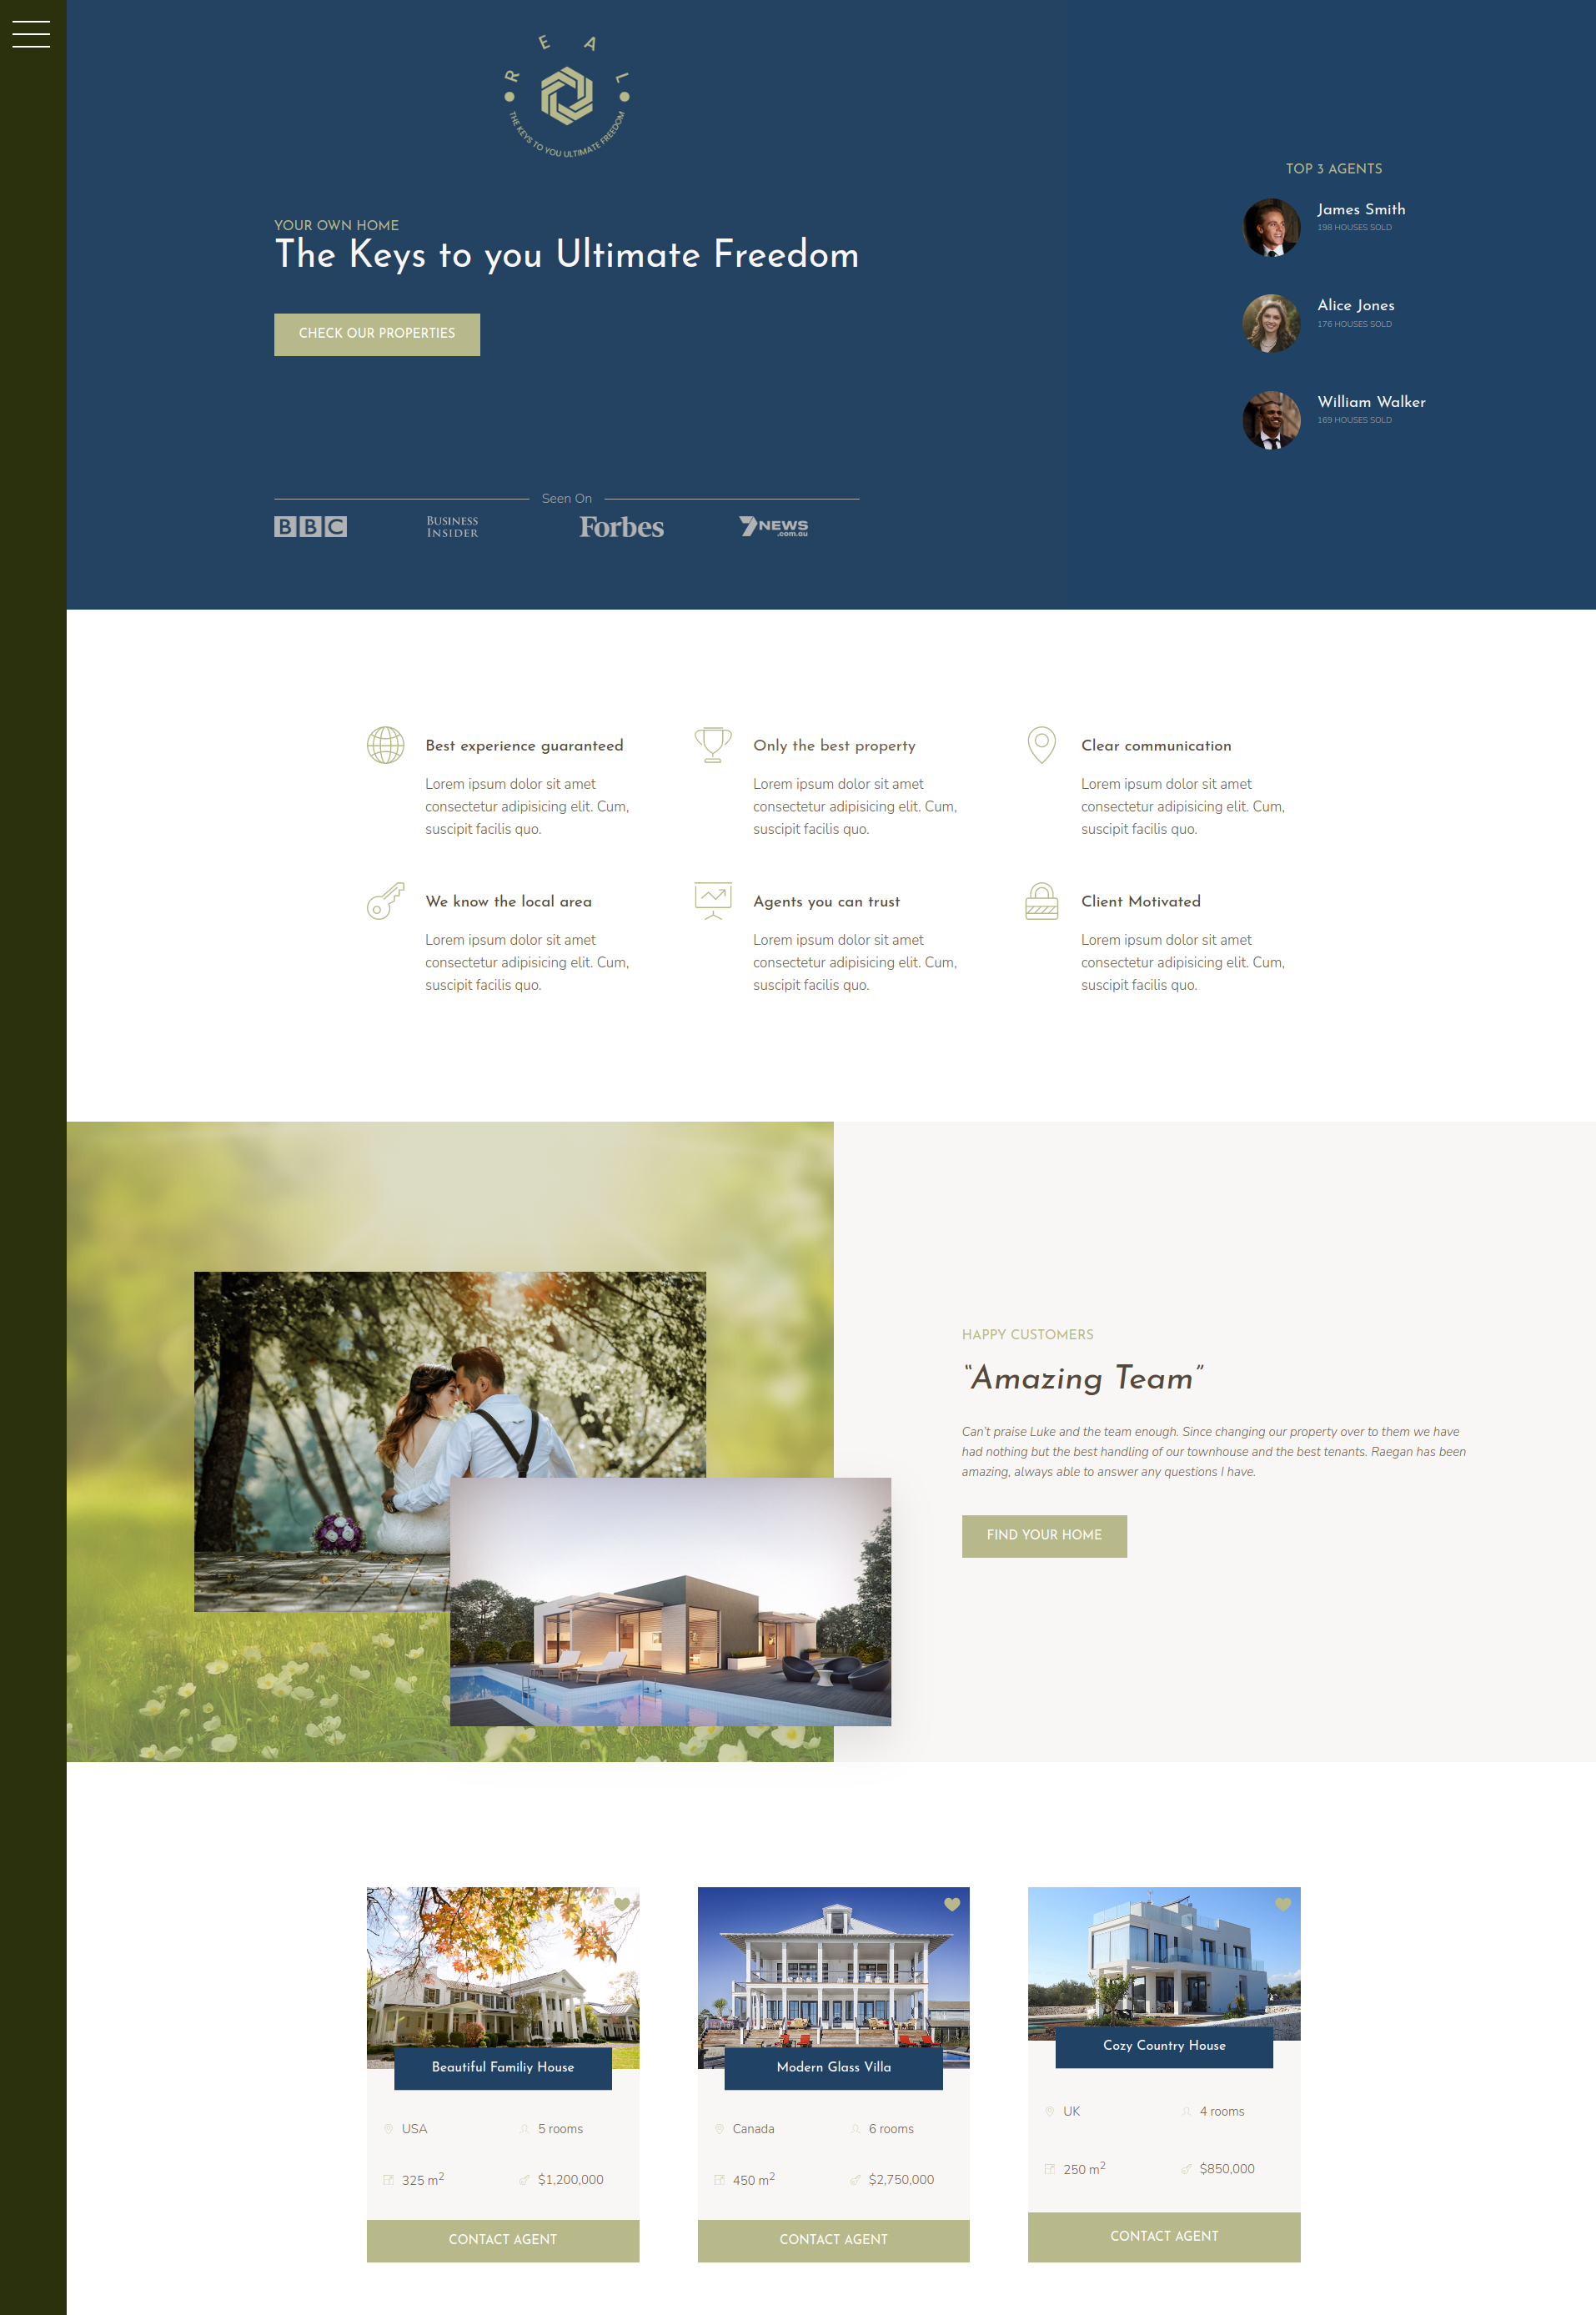 REAL
THE KEYS TO YOU ULTIMATE FREEDOM
YOUR OWN HOME
The Keys to you Ultimate Freedom
CHECK OUR PROPERTIES
Seen On
BBC
BUSINESS
INSIDER
Forbes
7NEWS
.com.au
TOP 3 AGENTS
James Smith
198 HOUSES SOLD
Alice Jones
176 HOUSES SOLD
William Walker
169 HOUSES SOLD
Best experience guaranteed
Lorem ipsum dolor sit amet
consectetur adipisicing elit. Cum,
suscipit facilis quo.
Only the best property
Lorem ipsum dolor sit amet
consectetur adipisicing elit. Cum,
suscipit facilis quo.
Clear communication
Lorem ipsum dolor sit amet
consectetur adipisicing elit. Cum,
suscipit facilis quo.
We know the local area
Lorem ipsum dolor sit amet
consectetur adipisicing elit. Cum,
suscipit facilis quo.
Agents you can trust
Lorem ipsum dolor sit amet
consectetur adipisicing elit. Cum,
suscipit facilis quo.
Client Motivated
Lorem ipsum dolor sit amet
consectetur adipisicing elit. Cum,
suscipit facilis quo.
HAPPY CUSTOMERS
“Amazing Team”
Can't praise Luke and the team enough. Since changing our property over to them we have
had nothing but the best handling of our townhouse and the best tenants. Raegan has been
amazing, always able to answer any questions I have.
FIND YOUR HOME
Beautiful Familiy House
USA
5 rooms
325 m²
$1,200,000
CONTACT AGENT
Modern Glass Villa
Canada
6 rooms
450 m²
$2,750,000
CONTACT AGENT
Cozy Country House
UK
4 rooms
250 m²
$850,000
CONTACT AGENT